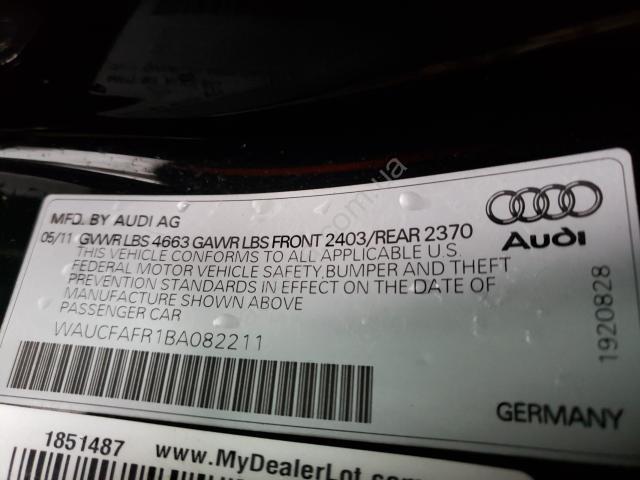 MFD. BY AUDI AG
05/11 GVWR LBS 4663 GAWR LBS FRONT 2403/REAR 2370
THIS VEHICLE CONFORMS TO ALL APPLICABLE U.S.
FEDERAL MOTOR VEHICLE SAFETY,BUMPER AND THEFT
PREVENTION STANDARDS IN EFFECT ON THE DATE OF
MANUFACTURE SHOWN ABOVE
PASSENGER CAR
WAUCFAFR1BA082211
Audi
1920828
GERMANY
1851487 www.MyDealerLot.com